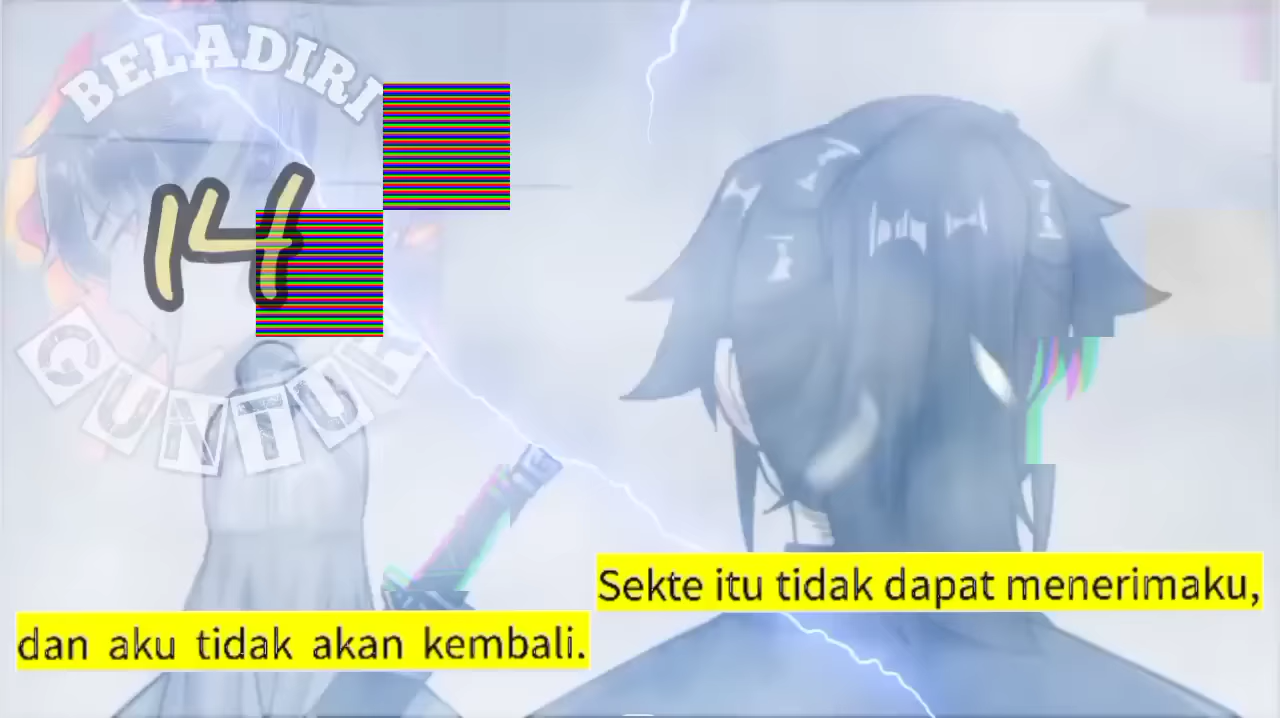 BELADIRI
14
GUNTUR
Sekte itu tidak dapat menerimaku,
dan aku tidak akan kembali.